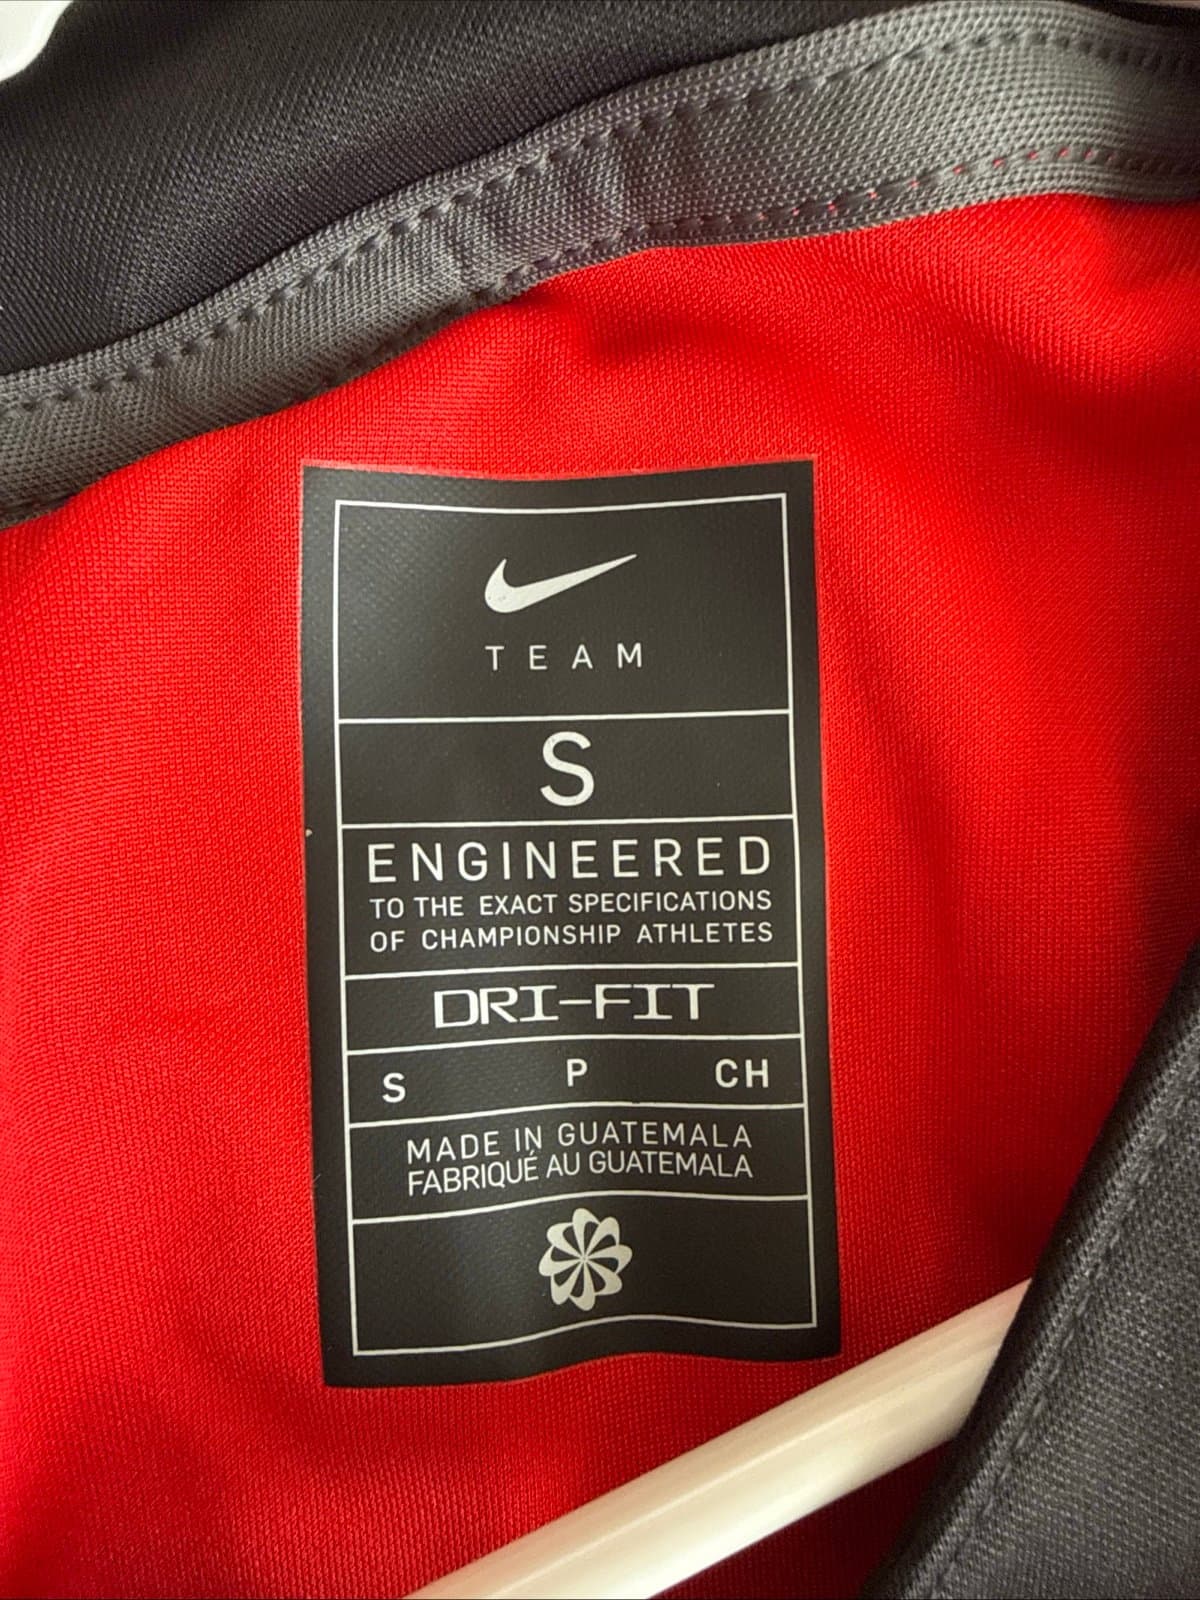 TEAM
S
ENGINEERED
TO THE EXACT SPECIFICATIONS
OF CHAMPIONSHIP ATHLETES
DRI-FIT
S P CH
MADE IN GUATEMALA
FABRIQUÉ AU GUATEMALA